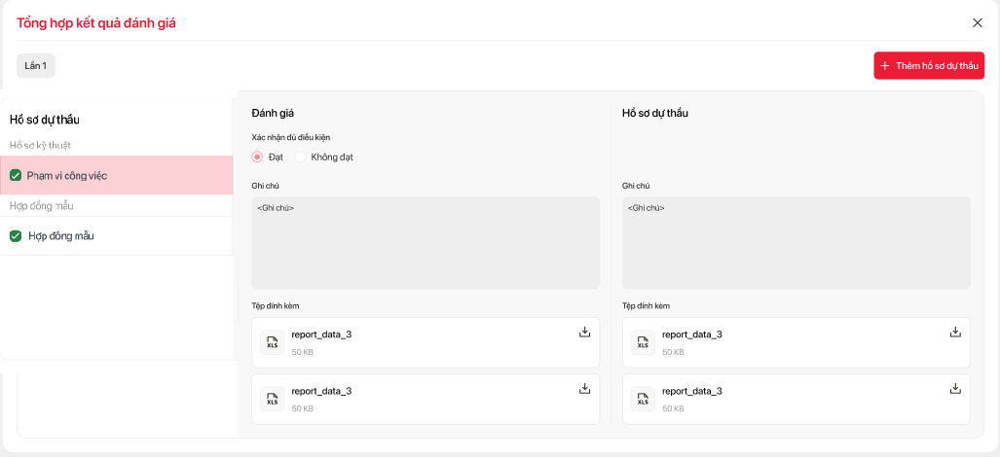 Tổng hợp kết quả đánh giá
Lần 1
Thêm hồ sơ dự thầu
Hồ sơ dự thầu
Hồ sơ kỹ thuật
Phạm vi công việc
Hợp đồng mẫu
Hợp đồng mẫu
Đánh giá
Xác nhận đủ điều kiện
Đạt
Không đạt
Ghi chú
<Ghi chú>
Tệp đính kèm
XLS
report_data_3
50 KB
XLS
report_data_3
50 KB
Hồ sơ dự thầu
Ghi chú
<Ghi chú>
Tệp đính kèm
XLS
report_data_3
50 KB
XLS
report_data_3
50 KB